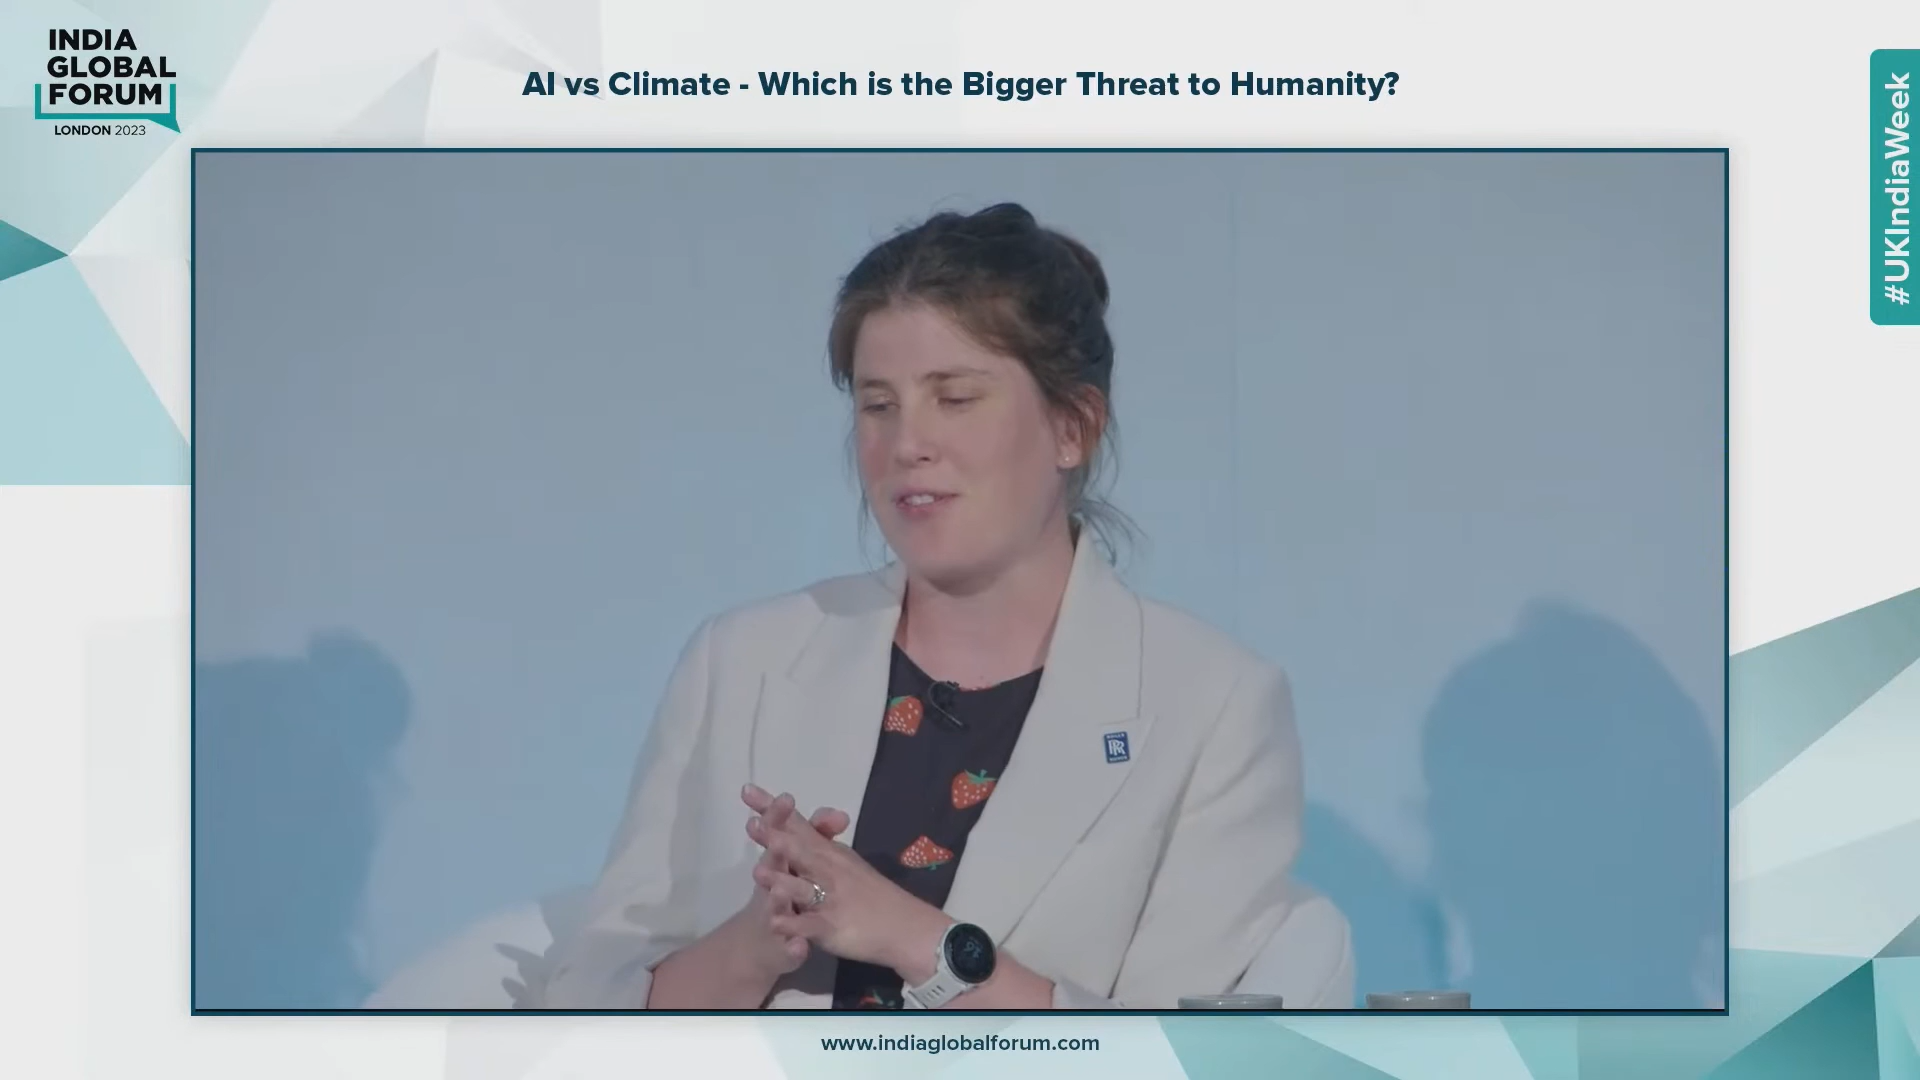 INDIA
GLOBAL
FORUM
LONDON 2023
AI vs Climate - Which is the Bigger Threat to Humanity?
#UKIndiaWeek
RR
www.indiaglobalforum.com